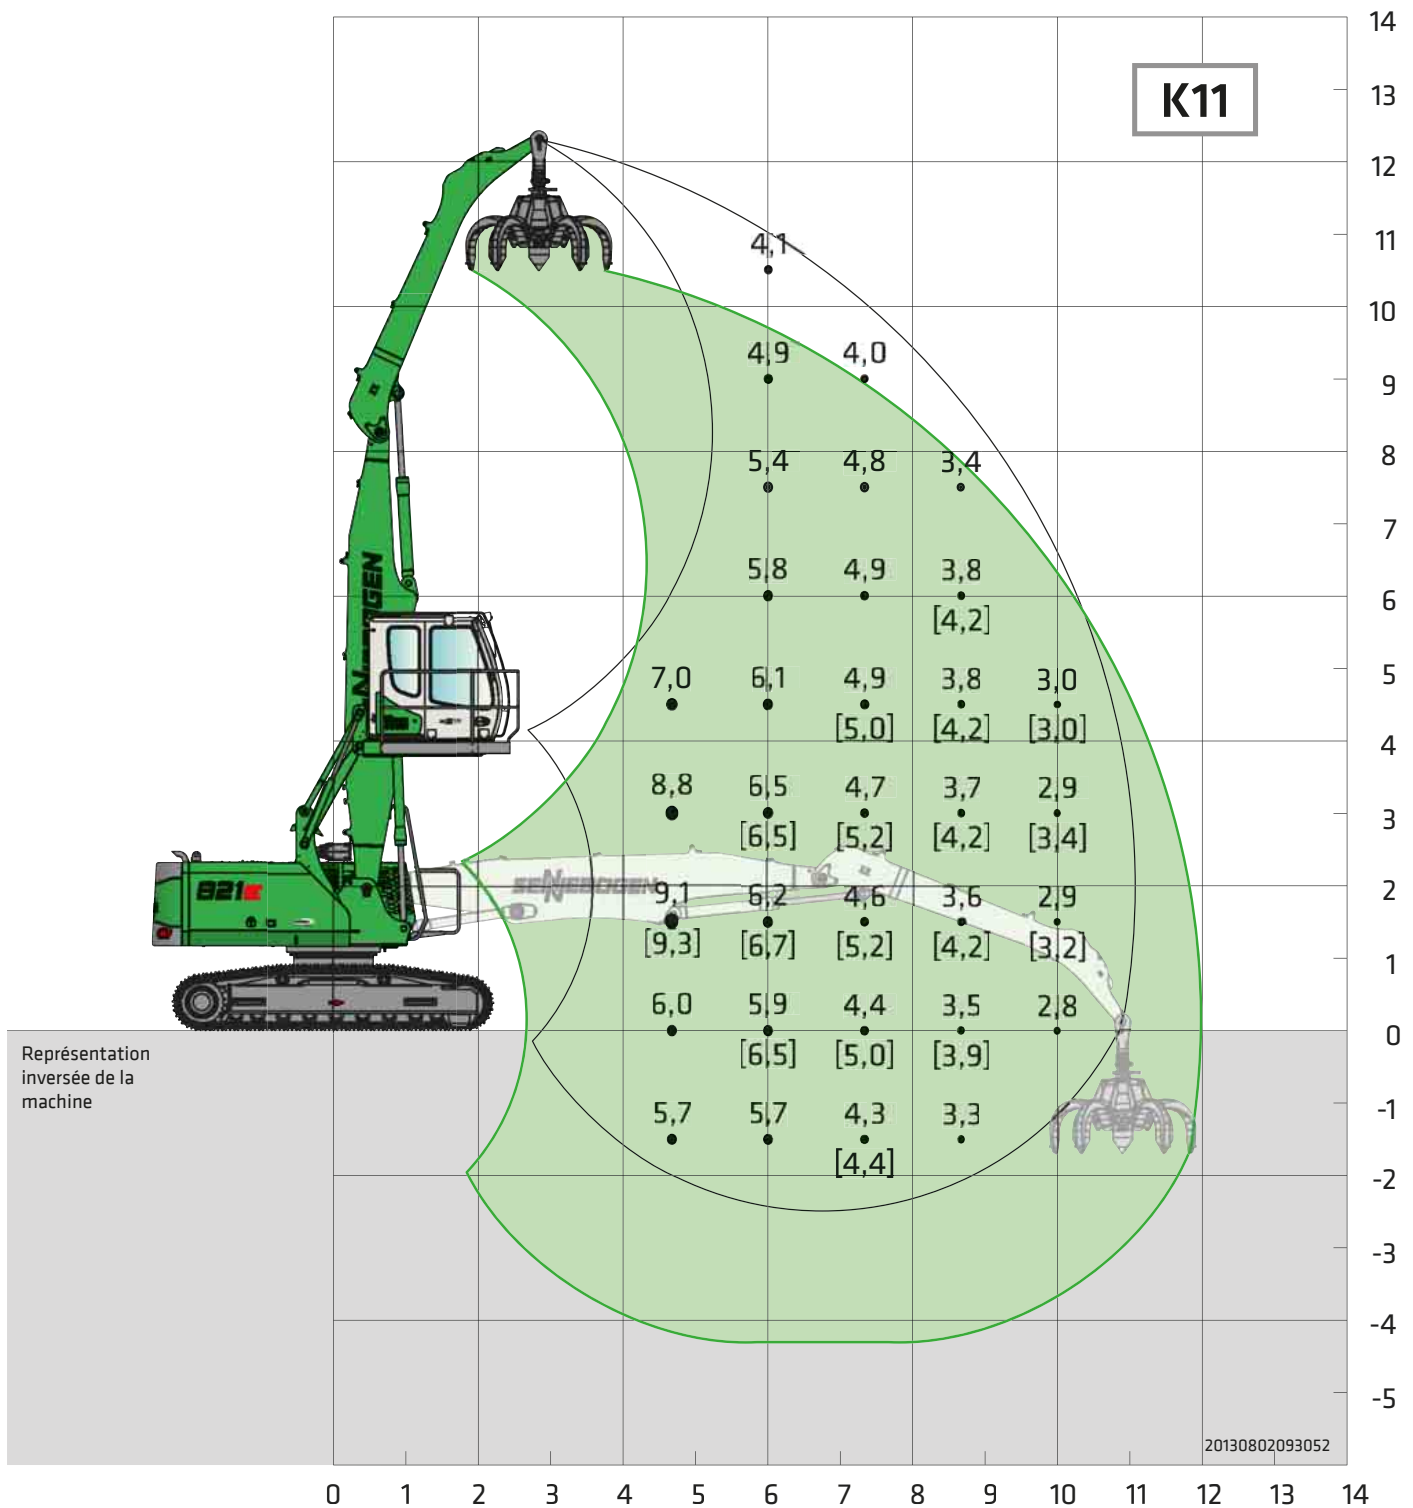 14
K11
13
12
4,1
11
10
4,9 4,0
9
8
5,4 4,8 3,4
7
5,8 4,9 3,8
6
[4,2]
7,0 6,1 4,9 3,8 3,0
5
[5,0] [4,2] [3,0]
4
8,8 6,5 4,7 3,7 2,9
3
[6,5] [5,2] [4,2] [3,4]
SENNEBOGEN
SENNEBOGEN
821E
2
9,1 6,2 4,6 3,6 2,9
[9,3] [6,7] [5,2] [4,2] [3,2]
1
6,0 5,9 4,4 3,5 2,8
0
[6,5] [5,0] [3,9]
Représentation
inversée de la
machine
-1
5,7 5,7 4,3 3,3
[4,4]
-2
-3
-4
-5
20130802093052
0 1 2 3 4 5 6 7 8 9 10 11 12 13 14